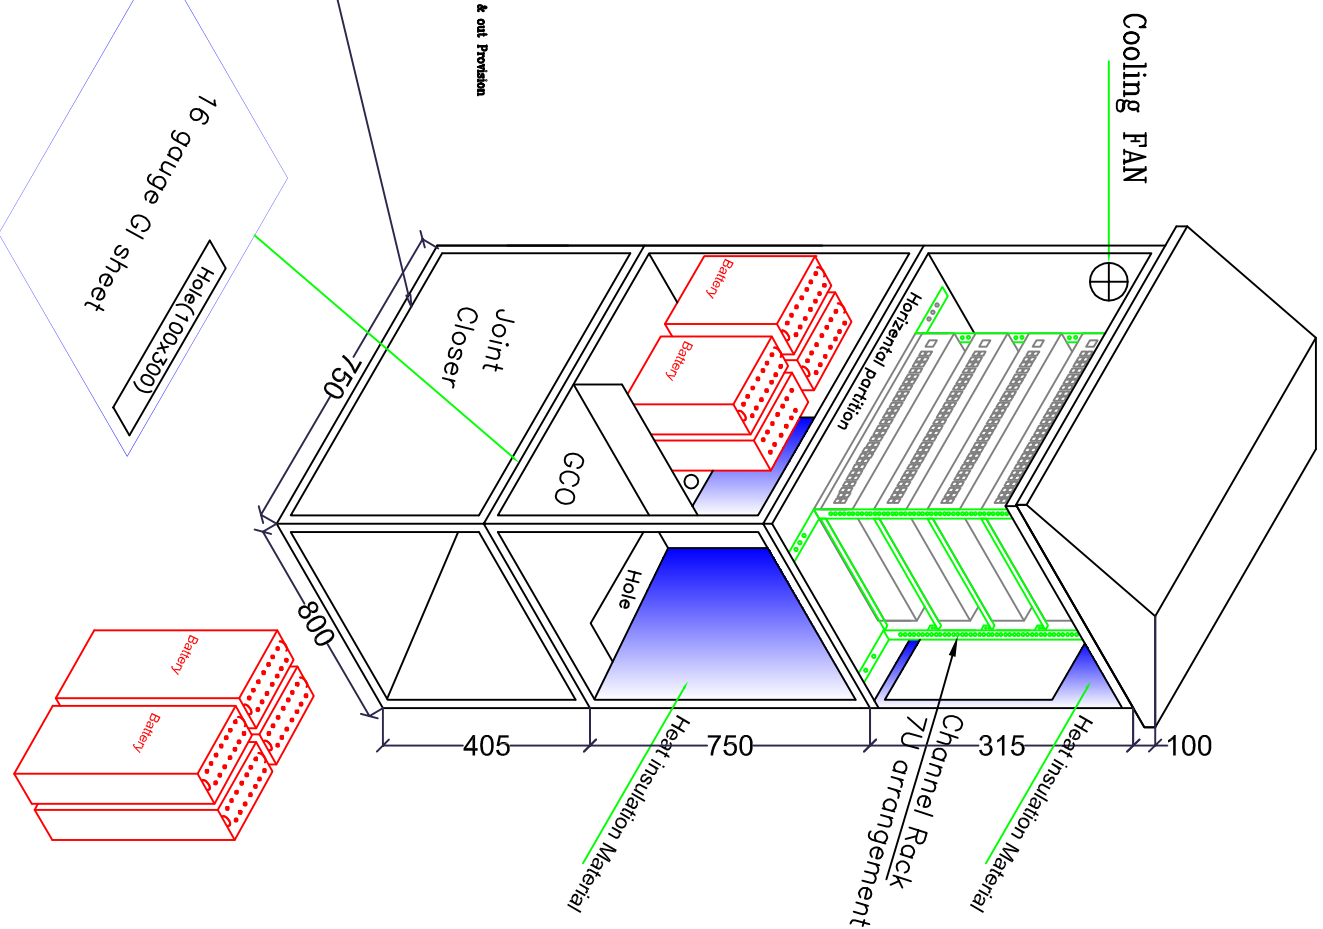 & out Provision
Cooling FAN
16 gauge GI sheet
Hole(100x300)
Joint
Closer
Battery
Battery
GCO
Horizental partition
Hole
750
800
Battery
Battery
405
750
315
100
Heat insulation Material
Channel Rack
7U arrangement
Heat insulation Material